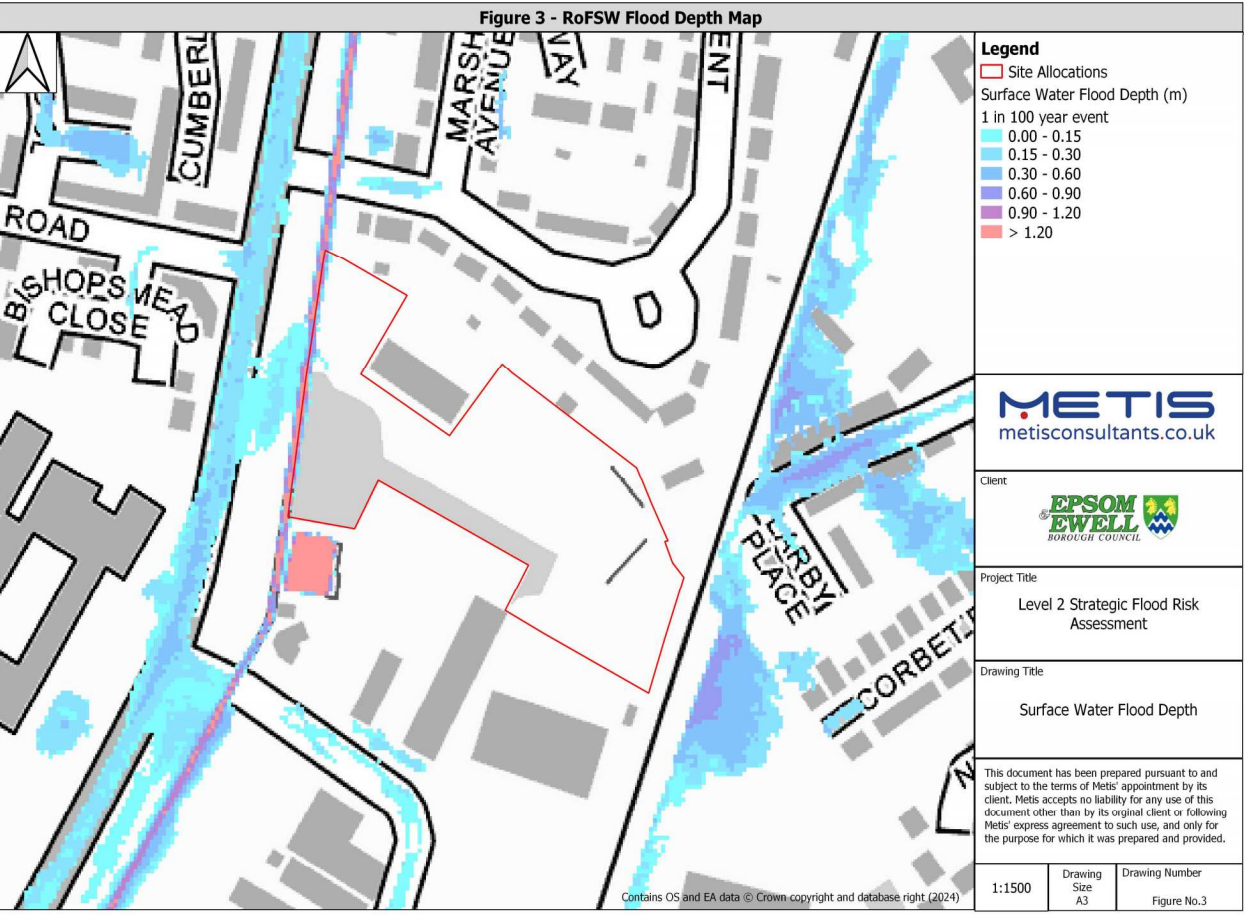 Figure 3 - RoFSW Flood Depth Map
CUMBERL
MARSH
AVENUE
WAY
ENT
ROAD
BISHOPSMEAD
CLOSE
LARBY
PLACE
CORBET
Contains OS and EA data © Crown copyright and database right (2024)
Legend
Site Allocations
Surface Water Flood Depth (m)
1 in 100 year event
0.00 - 0.15
0.15 - 0.30
0.30 - 0.60
0.60 - 0.90
0.90 - 1.20
> 1.20
METIS
metisconsultants.co.uk
Client
EPSOM
& EWELL
BOROUGH COUNCIL
Project Title
Level 2 Strategic Flood Risk
Assessment
Drawing Title
Surface Water Flood Depth
This document has been prepared pursuant to and
subject to the terms of Metis' appointment by its
client. Metis accepts no liability for any use of this
document other than by its orginal client or following
Metis' express agreement to such use, and only for
the purpose for which it was prepared and provided.
1:1500
Drawing
Size
A3
Drawing Number
Figure No.3